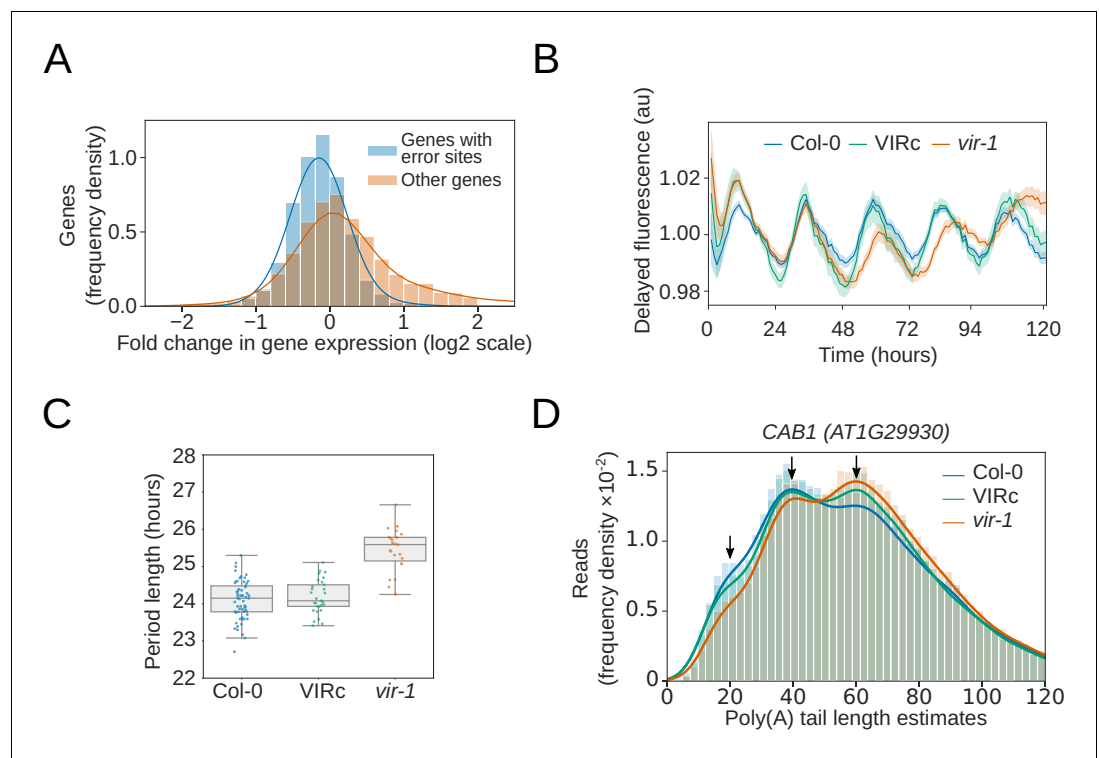 A
Genes
(frequency density)
1.0
0.5
0.0
Genes with
error sites
Other genes
−2
−1
0
1
2
Fold change in gene expression (log2 scale)
B
Delayed fluorescence (au)
1.02
1.00
0.98
Col-0
VIRc
vir-1
0
24
48
72
94
120
Time (hours)
C
Period length (hours)
28
27
26
25
24
23
22
Col-0
VIRc
vir-1
D
CAB1 (AT1G29930)
Reads
(frequency density ×10⁻²)
1.5
1.0
0.5
0
Col-0
VIRc
vir-1
0
20
40
60
80
100
120
Poly(A) tail length estimates